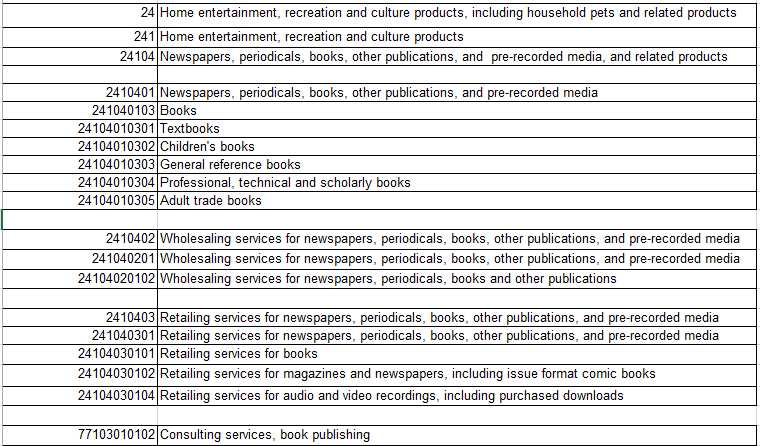 24 Home entertainment, recreation and culture products, including household pets and related products
241 Home entertainment, recreation and culture products
24104 Newspapers, periodicals, books, other publications, and  pre-recorded media, and related products
2410401 Newspapers, periodicals, books, other publications, and pre-recorded media
241040103 Books
24104010301 Textbooks
24104010302 Children's books
24104010303 General reference books
24104010304 Professional, technical and scholarly books
24104010305 Adult trade books
2410402 Wholesaling services for newspapers, periodicals, books, other publications, and pre-recorded media
241040201 Wholesaling services for newspapers, periodicals, books, other publications, and pre-recorded media
24104020102 Wholesaling services for newspapers, periodicals, books and other publications
2410403 Retailing services for newspapers, periodicals, books, other publications, and pre-recorded media
241040301 Retailing services for newspapers, periodicals, books, other publications, and pre-recorded media
24104030101 Retailing services for books
24104030102 Retailing services for magazines and newspapers, including issue format comic books
24104030104 Retailing services for audio and video recordings, including purchased downloads
77103010102 Consulting services, book publishing